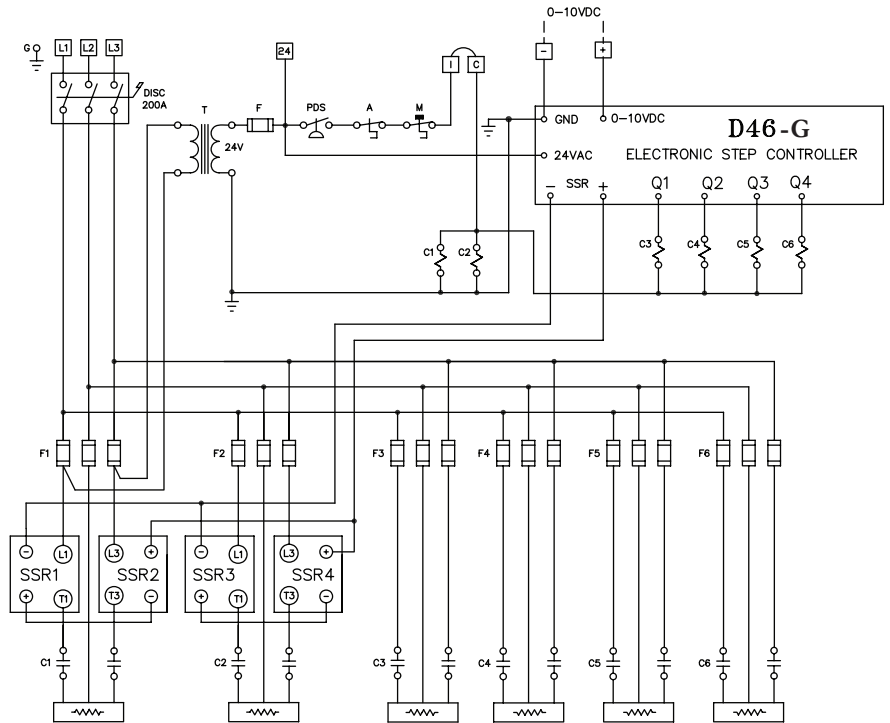 0-10VDC
G L1 L2 L3
24
I C
- +
DISC
200A
T F PDS A M
24V
GND 0-10VDC
D46-G
24VAC ELECTRONIC STEP CONTROLLER
- SSR + Q1 Q2 Q3 Q4
C1 C2 C3 C4 C5 C6
F1 F2 F3 F4 F5 F6
- L1 L3 + - L1 L3 +
SSR1 SSR2 SSR3 SSR4
+ T1 T3 - + T1 T3 -
C1 C2 C3 C4 C5 C6